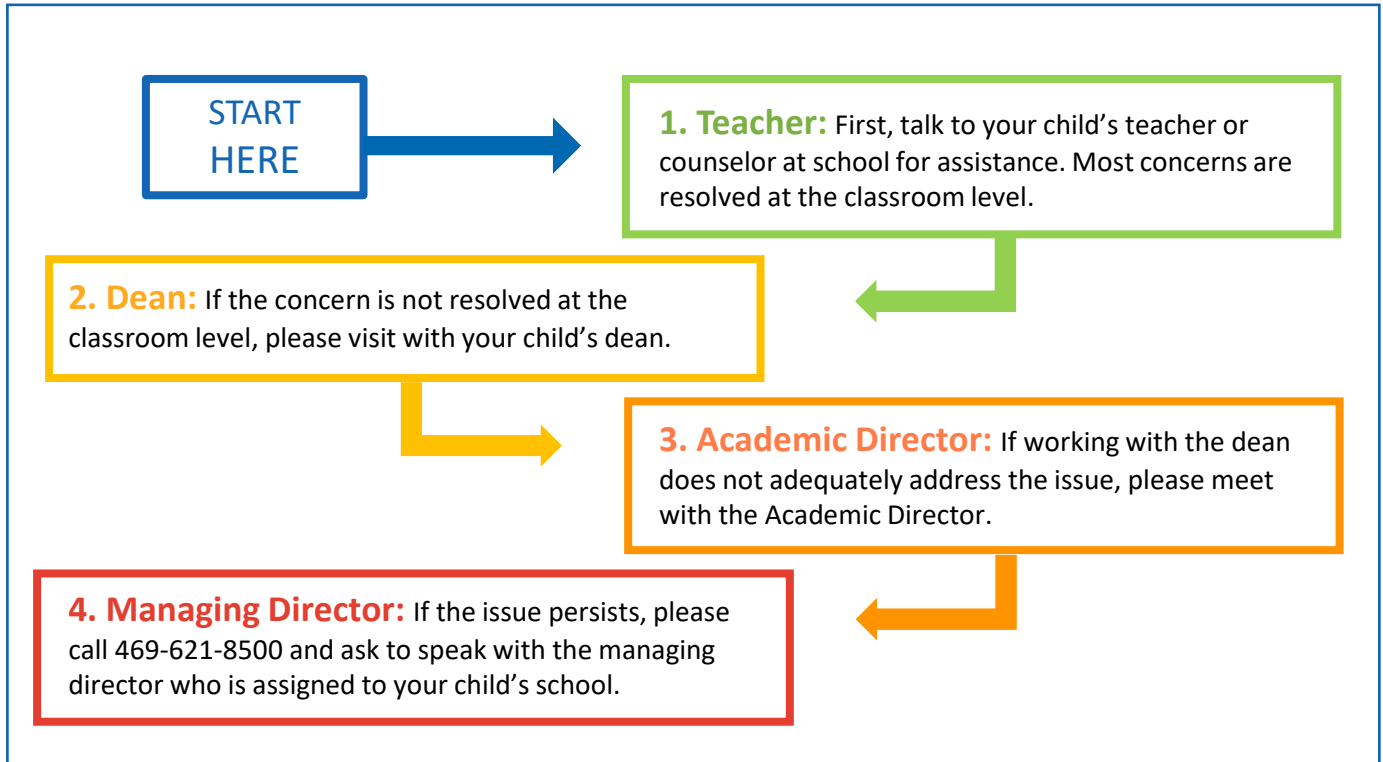 START
HERE
1. Teacher: First, talk to your child’s teacher or
counselor at school for assistance. Most concerns are
resolved at the classroom level.
2. Dean: If the concern is not resolved at the
classroom level, please visit with your child’s dean.
3. Academic Director: If working with the dean
does not adequately address the issue, please meet
with the Academic Director.
4. Managing Director: If the issue persists, please
call 469-621-8500 and ask to speak with the managing
director who is assigned to your child’s school.